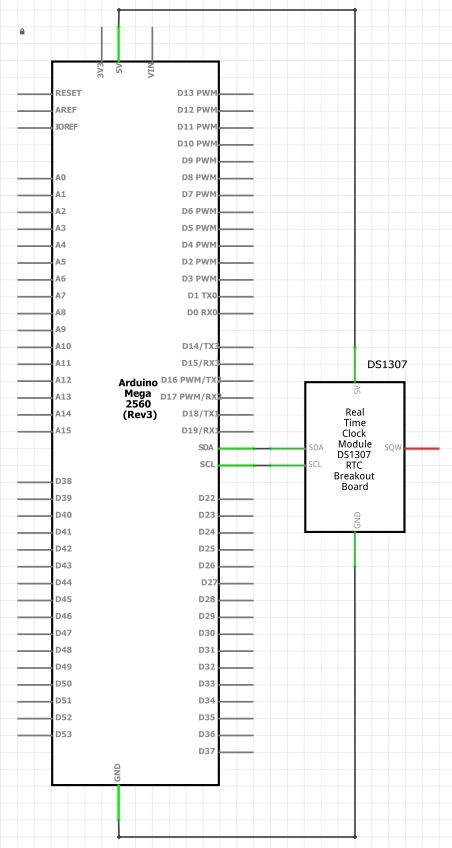 3V3
5V
VIN
RESET
AREF
IOREF
D13 PWM
D12 PWM
D11 PWM
D10 PWM
D9 PWM
A0
D8 PWM
A1
D7 PWM
A2
D6 PWM
A3
D5 PWM
A4
D4 PWM
A5
D2 PWM
A6
D3 PWM
A7
D1 TX0
A8
D0 RX0
A9
A10
D14/TX3
A11
D15/RX3
A12
D16 PWM/TX
A13
D17 PWM/RX
A14
D18/TX1
A15
D19/RX1
Arduino
Mega
2560
(Rev3)
SDA
SCL
D38
D39
D22
D40
D23
D41
D24
D42
D25
D43
D26
D44
D27
D45
D28
D46
D29
D47
D30
D48
D31
D49
D32
D50
D33
D51
D34
D52
D35
D53
D36
D37
GND
DS1307
5V
Real
Time
Clock
Module
DS1307
RTC
Breakout
Board
SDA
SCL
SQW
GND